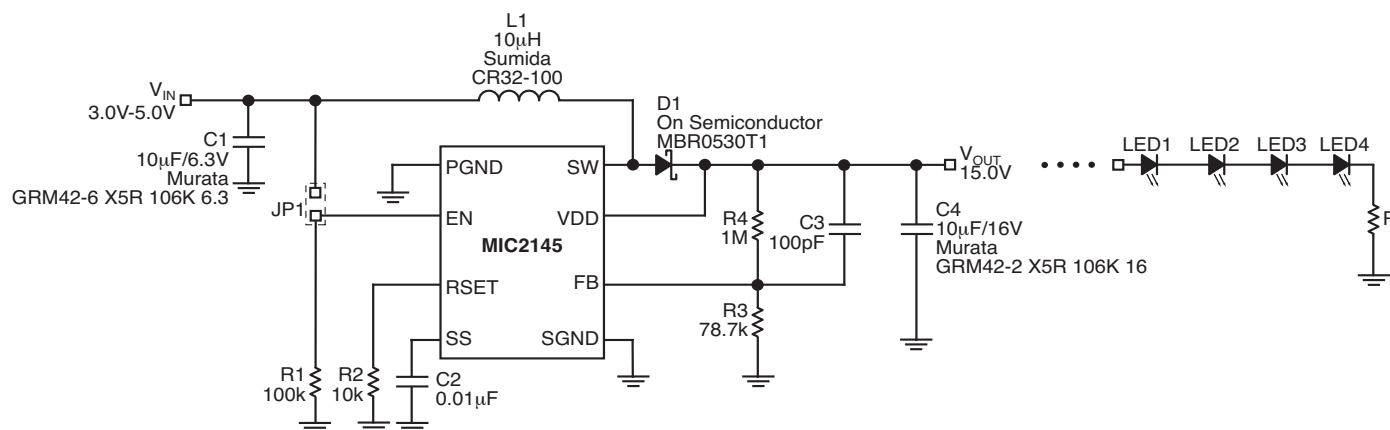 L1
10µH
Sumida
CR32-100
VIN
3.0V-5.0V
C1
10µF/6.3V
Murata
GRM42-6 X5R 106K 6.3
JP1
D1
On Semiconductor
MBR0530T1
PGND
SW
EN
VDD
MIC2145
RSET
FB
SS
SGND
R4
1M
C3
100pF
R3
78.7k
C4
10µF/16V
Murata
GRM42-2 X5R 106K 16
VOUT
15.0V
LED1
LED2
LED3
LED4
R
R1
100k
R2
10k
C2
0.01µF